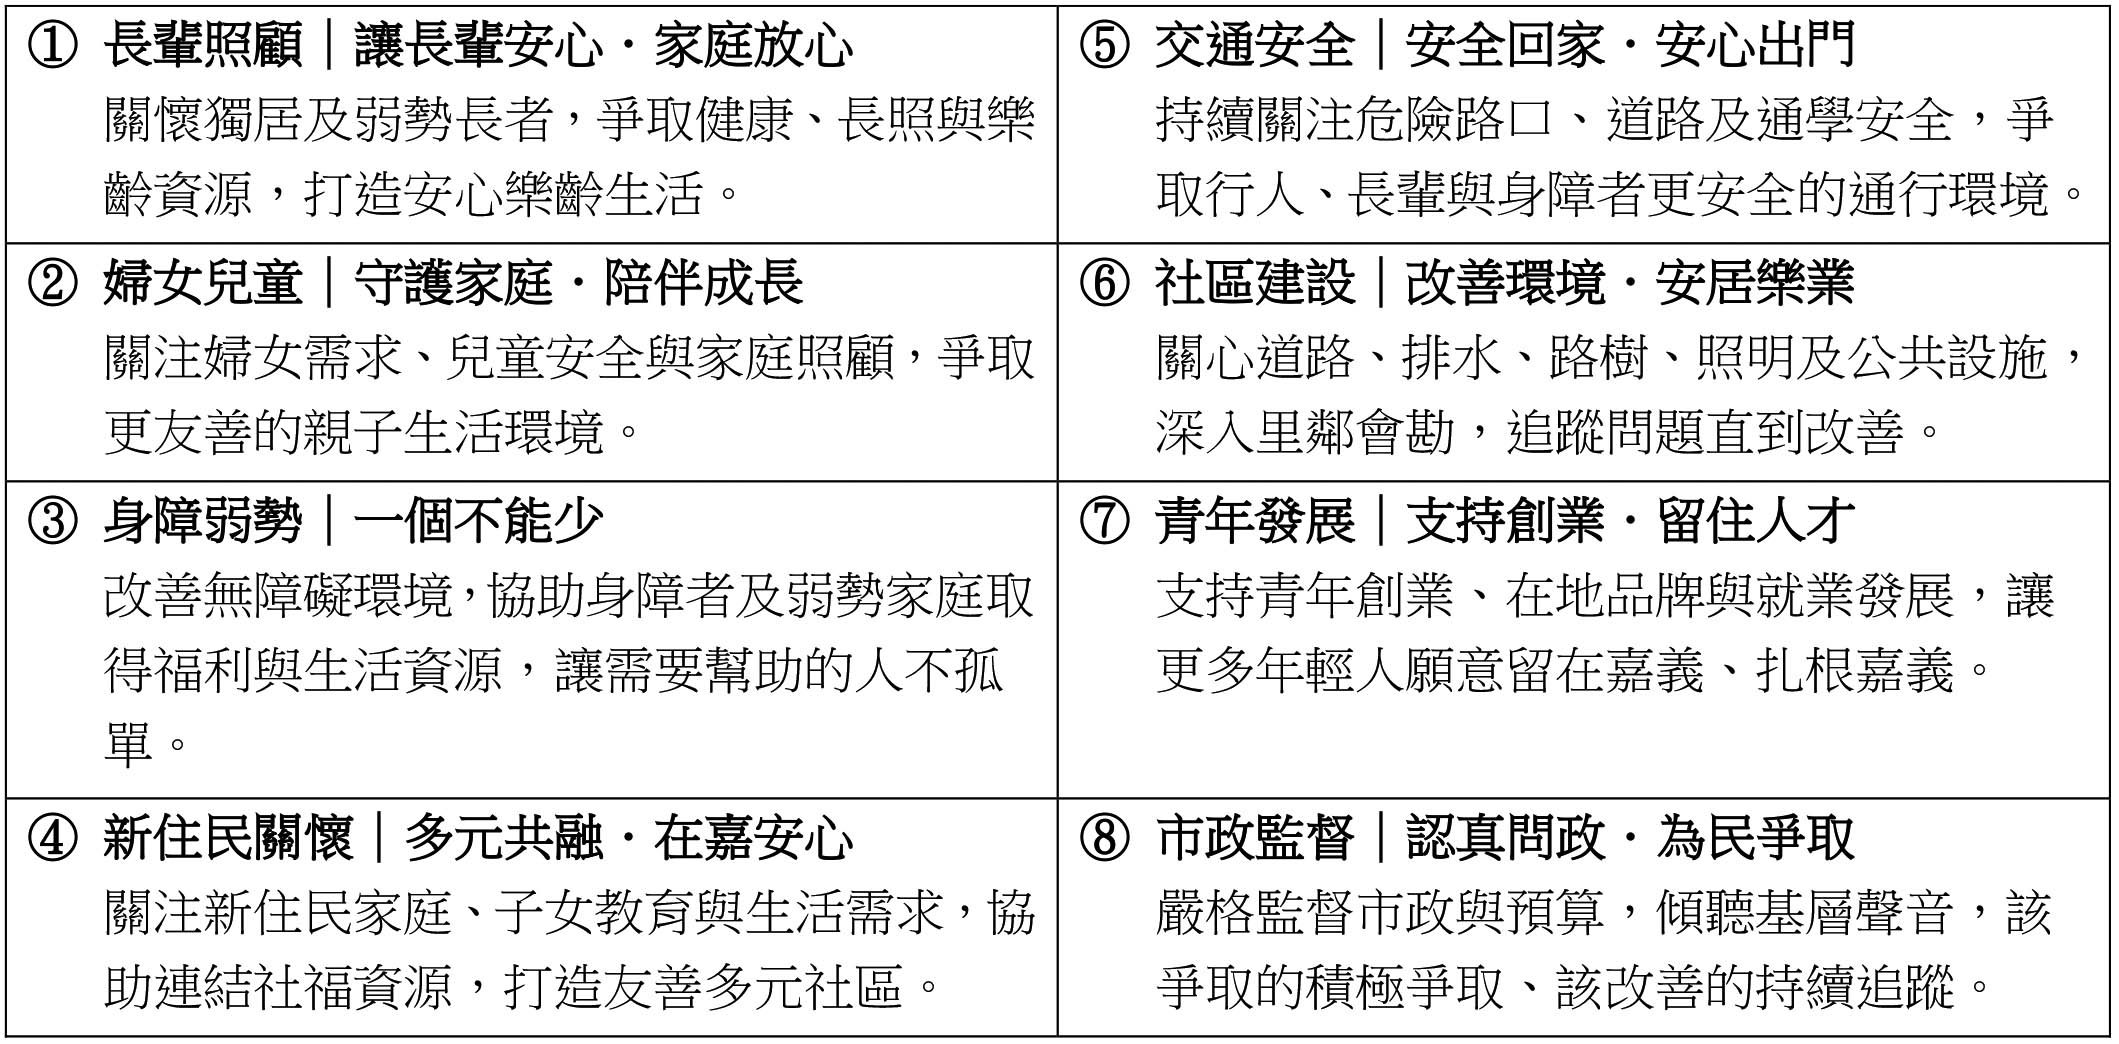 ① 長輩照顧｜讓長輩安心．家庭放心
關懷獨居及弱勢長者，爭取健康、長照與樂
齡資源，打造安心樂齡生活。
② 婦女兒童｜守護家庭．陪伴成長
關注婦女需求、兒童安全與家庭照顧，爭取
更友善的親子生活環境。
③ 身障弱勢｜一個不能少
改善無障礙環境，協助身障者及弱勢家庭取
得福利與生活資源，讓需要幫助的人不孤
單。
④ 新住民關懷｜多元共融．在嘉安心
關注新住民家庭、子女教育與生活需求，協
助連結社福資源，打造友善多元社區。
⑤ 交通安全｜安全回家．安心出門
持續關注危險路口、道路及通學安全，爭
取行人、長輩與身障者更安全的通行環境。
⑥ 社區建設｜改善環境．安居樂業
關心道路、排水、路樹、照明及公共設施，
深入里鄰會勘，追蹤問題直到改善。
⑦ 青年發展｜支持創業．留住人才
支持青年創業、在地品牌與就業發展，讓
更多年輕人願意留在嘉義、扎根嘉義。
⑧ 市政監督｜認真問政．為民爭取
嚴格監督市政與預算，傾聽基層聲音，該
爭取的積極爭取、該改善的持續追蹤。